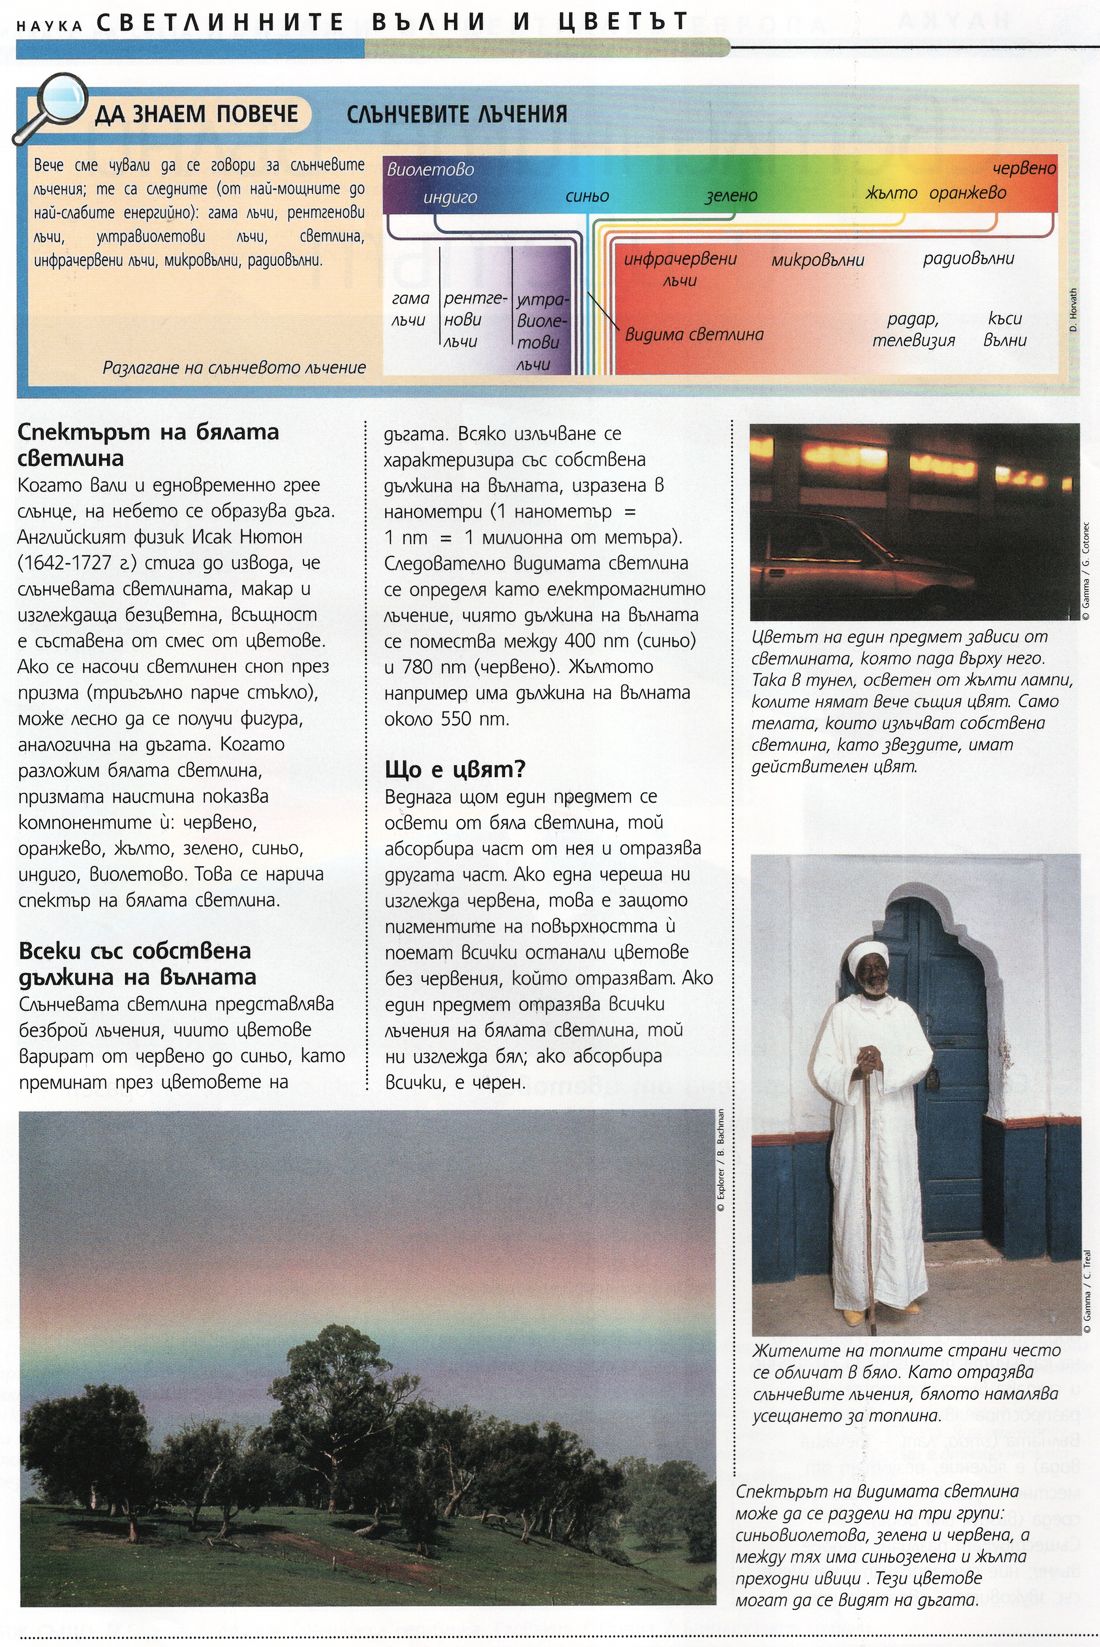 НАУКА СВЕТЛИННИТЕ ВЪЛНИ И ЦВЕТЪТ
ДА ЗНАЕМ ПОВЕЧЕ
СЛЪНЧЕВИТЕ ЛЪЧЕНИЯ
Вече сме чували да се говори за слънчевите
лъчения; те са следните (от най-мощните до
най-слабите енергийно): гама лъчи, рентгенови
лъчи, ултравиолетови лъчи, светлина,
инфрачервени лъчи, микровълни, радиовълни.
Разлагане на слънчевото лъчение
виолетово
индиго
синьо
зелено
жълто
оранжево
червено
гама
лъчи
рентге-
нови
лъчи
ултра-
виоле-
тови
лъчи
инфрачервени
лъчи
микровълни
радиовълни
видима светлина
радар,
телевизия
къси
вълни
D. Horvath
Спектърът на бялата
светлина
Когато вали и едновременно грее
слънце, на небето се образува дъга.
Английският физик Исак Нютон
(1642-1727 г.) стига до извода, че
слънчевата светлината, макар и
изглеждаща безцветна, всъщност
е съставена от смес от цветове.
Ако се насочи светлинен сноп през
призма (триъгълно парче стъкло),
може лесно да се получи фигура,
аналогична на дъгата. Когато
разложим бялата светлина,
призмата наистина показва
компонентите ѝ: червено,
оранжево, жълто, зелено, синьо,
индиго, виолетово. Това се нарича
спектър на бялата светлина.
Всеки със собствена
дължина на вълната
Слънчевата светлина представлява
безброй лъчения, чиито цветове
варират от червено до синьо, като
преминат през цветовете на
дъгата. Всяко излъчване се
характеризира със собствена
дължина на вълната, изразена в
нанометри (1 нанометър =
1 nm = 1 милионна от метъра).
Следователно видимата светлина
се определя като електромагнитно
лъчение, чиято дължина на вълната
се помества между 400 nm (синьо)
и 780 nm (червено). Жълтото
например има дължина на вълната
около 550 nm.
Що е цвят?
Веднага щом един предмет се
освети от бяла светлина, той
абсорбира част от нея и отразява
другата част. Ако една череша ни
изглежда червена, това е защото
пигментите на повърхността ѝ
поемат всички останали цветове
без червения, който отразяват. Ако
един предмет отразява всички
лъчения на бялата светлина, той
ни изглежда бял; ако абсорбира
всички, е черен.
© Gamma / G. Cotonec
Цветът на един предмет зависи от
светлината, която пада върху него.
Така в тунел, осветен от жълти лампи,
колите нямат вече същия цвят. Само
телата, които излъчват собствена
светлина, като звездите, имат
действителен цвят.
© Gamma / C. Treal
Жителите на топлите страни често
се обличат в бяло. Като отразява
слънчевите лъчения, бялото намалява
усещането за топлина.
© Explorer / B. Bachman
Спектърът на видимата светлина
може да се раздели на три групи:
синьовиолетова, зелена и червена, а
между тях има синьозелена и жълта
преходни ивици . Тези цветове
могат да се видят на дъгата.